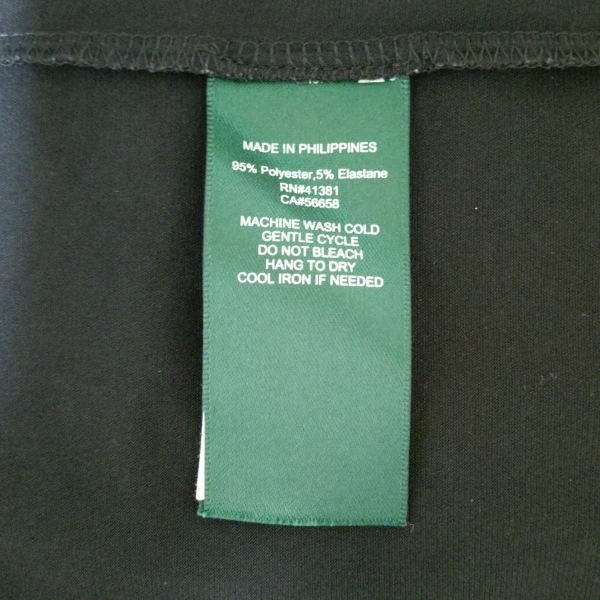 MADE IN PHILIPPINES
95% Polyester,5% Elastane
RN#41381
CA#56658
MACHINE WASH COLD
GENTLE CYCLE
DO NOT BLEACH
HANG TO DRY
COOL IRON IF NEEDED